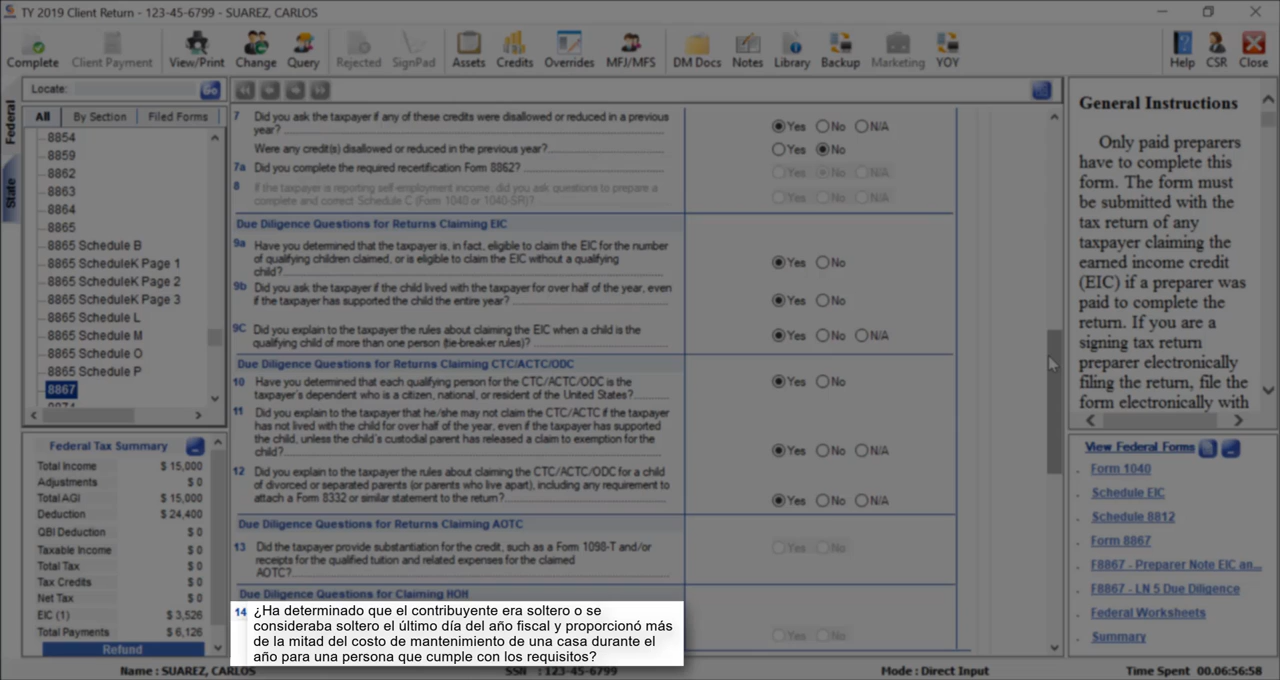 TY 2019 Client Return - 123-45-6799 - SUAREZ, CARLOS
Complete
Client Payment
View/Print
Change
Query
Rejected
SignPad
Assets
Credits
Overrides
MFJ/MFS
DM Docs
Notes
Library
Backup
Marketing
YOY
Help
CSR
Close
Federal
State
Locate:
All
By Section
Filed Forms
8854
8859
8862
8863
8864
8865
8865 Schedule B
8865 ScheduleK Page 1
8865 ScheduleK Page 2
8865 ScheduleK Page 3
8865 Schedule L
8865 Schedule M
8865 Schedule O
8865 Schedule P
8867
Federal Tax Summary
Total Income $ 15,000
Adjustments $ 0
Total AGI $ 15,000
Deduction $ 24,400
QBI Deduction $ 0
Taxable Income $ 0
Total Tax $ 0
Tax Credits $ 0
Net Tax $ 0
EIC (1) $ 3,526
Total Payments $ 6,126
Refund
7 Did you ask the taxpayer if any of these credits were disallowed or reduced in a previous
year? Yes No N/A
Were any credit(s) disallowed or reduced in the previous year? Yes No
7a Did you complete the required recertification Form 8862? Yes No N/A
8 If the taxpayer is reporting self-employment income, did you ask questions to prepare a
complete and correct Schedule C (Form 1040 or 1040-SR)? Yes No N/A
Due Diligence Questions for Returns Claiming EIC
9a Have you determined that the taxpayer is, in fact, eligible to claim the EIC for the number
of qualifying children claimed, or is eligible to claim the EIC without a qualifying
child? Yes No
9b Did you ask the taxpayer if the child lived with the taxpayer for over half of the year, even
if the taxpayer has supported the child the entire year? Yes No
9C Did you explain to the taxpayer the rules about claiming the EIC when a child is the
qualifying child of more than one person (tie-breaker rules)? Yes No N/A
Due Diligence Questions for Returns Claiming CTC/ACTC/ODC
10 Have you determined that each qualifying person for the CTC/ACTC/ODC is the
taxpayer's dependent who is a citizen, national, or resident of the United States? Yes No
11 Did you explain to the taxpayer that he/she may not claim the CTC/ACTC if the taxpayer
has not lived with the child for over half of the year, even if the taxpayer has supported
the child, unless the child's custodial parent has released a claim to exemption for the
child? Yes No N/A
12 Did you explain to the taxpayer the rules about claiming the CTC/ACTC/ODC for a child
of divorced or separated parents (or parents who live apart), including any requirement to
attach a Form 8332 or similar statement to the return? Yes No N/A
Due Diligence Questions for Returns Claiming AOTC
13 Did the taxpayer provide substantiation for the credit, such as a Form 1098-T and/or
receipts for the qualified tuition and related expenses for the claimed
AOTC? Yes No
Due Diligence Questions for Claiming HOH
14 ¿Ha determinado que el contribuyente era soltero o se
consideraba soltero el último día del año fiscal y proporcionó más
de la mitad del costo de mantenimiento de una casa durante el
año para una persona que cumple con los requisitos?
Yes No
General Instructions
Only paid preparers
have to complete this
form. The form must
be submitted with the
tax return of any
taxpayer claiming the
earned income credit
(EIC) if a preparer was
paid to complete the
return. If you are a
signing tax return
preparer electronically
filing the return, file the
form electronically with
View Federal Forms
Form 1040
Schedule EIC
Schedule 8812
Form 8867
F8867 - Preparer Note EIC an...
F8867 - LN 5 Due Diligence
Federal Worksheets
Summary
Name : SUAREZ, CARLOS
SSN : 123-45-6799
Mode : Direct Input
Time Spent 00.06:56:58